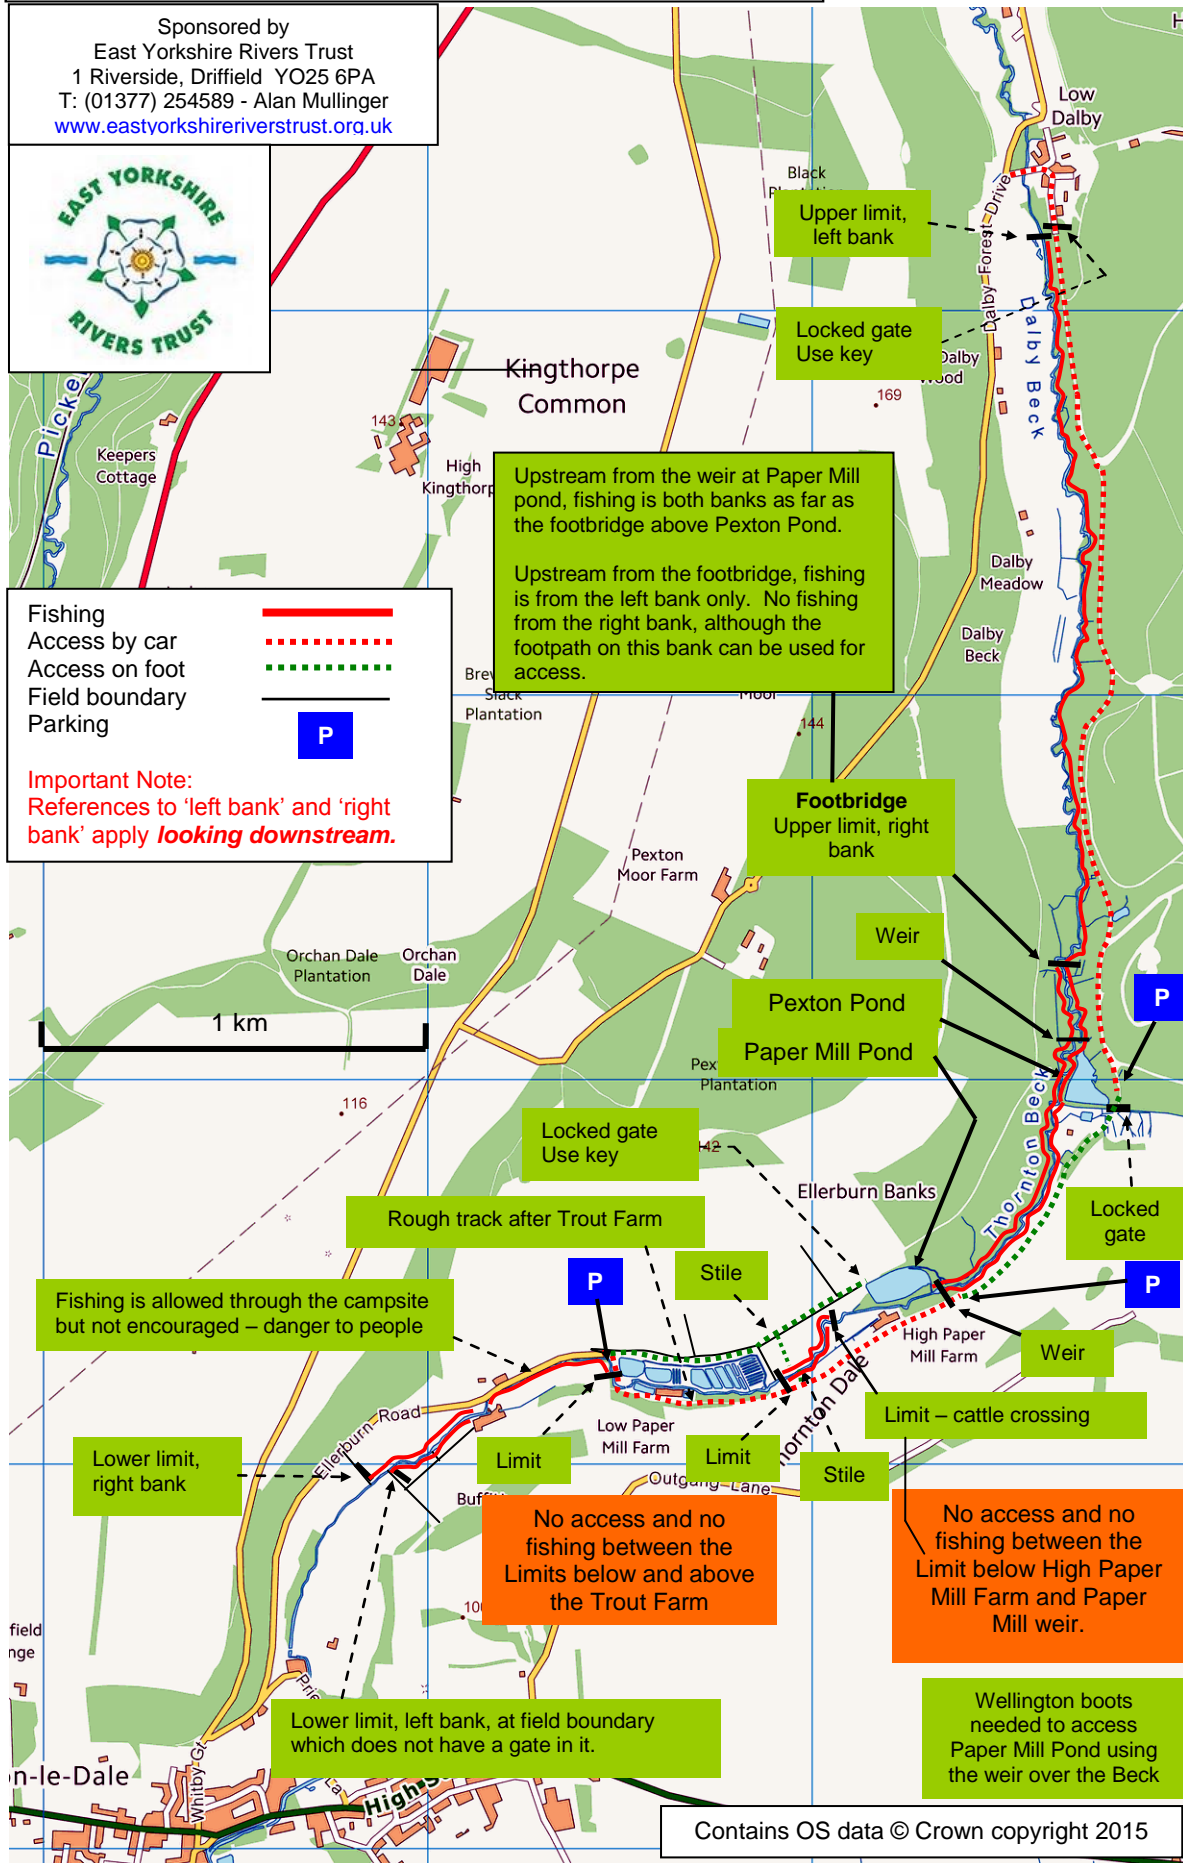 Sponsored by
East Yorkshire Rivers Trust
1 Riverside, Driffield  YO25 6PA
T: (01377) 254589 - Alan Mullinger
www.eastyorkshireriverstrust.org.uk
EAST YORKSHIRE
RIVERS TRUST
Low
Dalby
Black
Upper limit,
left bank
Dalby Forest Drive
Locked gate
Use key
Dalby
Wood
Dalby Beck
169
Kingthorpe
Common
143
High
Keepers
Cottage
Upstream from the weir at Paper Mill
pond, fishing is both banks as far as
the footbridge above Pexton Pond.
Upstream from the footbridge, fishing
is from the left bank only.  No fishing
from the right bank, although the
footpath on this bank can be used for
access.
Dalby
Meadow
Dalby
Beck
Fishing
Access by car
Access on foot
Field boundary
Parking
P
Important Note:
References to ‘left bank’ and ‘right
bank’ apply looking downstream.
Slack
Plantation
Moor
144
Footbridge
Upper limit, right
bank
Pexton
Moor Farm
Weir
Orchan Dale
Plantation
Orchan
Dale
P
Pexton Pond
1 km
Paper Mill Pond
Plantation
116
Thornton Beck
Locked gate
Use key
142
Ellerburn Banks
Locked
gate
Rough track after Trout Farm
Stile
P
P
Fishing is allowed through the campsite
but not encouraged – danger to people
High Paper
Mill Farm
Weir
Limit – cattle crossing
Ellerburn Road
Low Paper
Mill Farm
Lower limit,
right bank
Limit
Limit
Stile
Outgang Lane
No access and no
fishing between the
Limits below and above
the Trout Farm
No access and no
fishing between the
Limit below High Paper
Mill Farm and Paper
Mill weir.
Lower limit, left bank, at field boundary
which does not have a gate in it.
Wellington boots
needed to access
Paper Mill Pond using
the weir over the Beck
n-le-Dale
Whitby Gt
Contains OS data © Crown copyright 2015